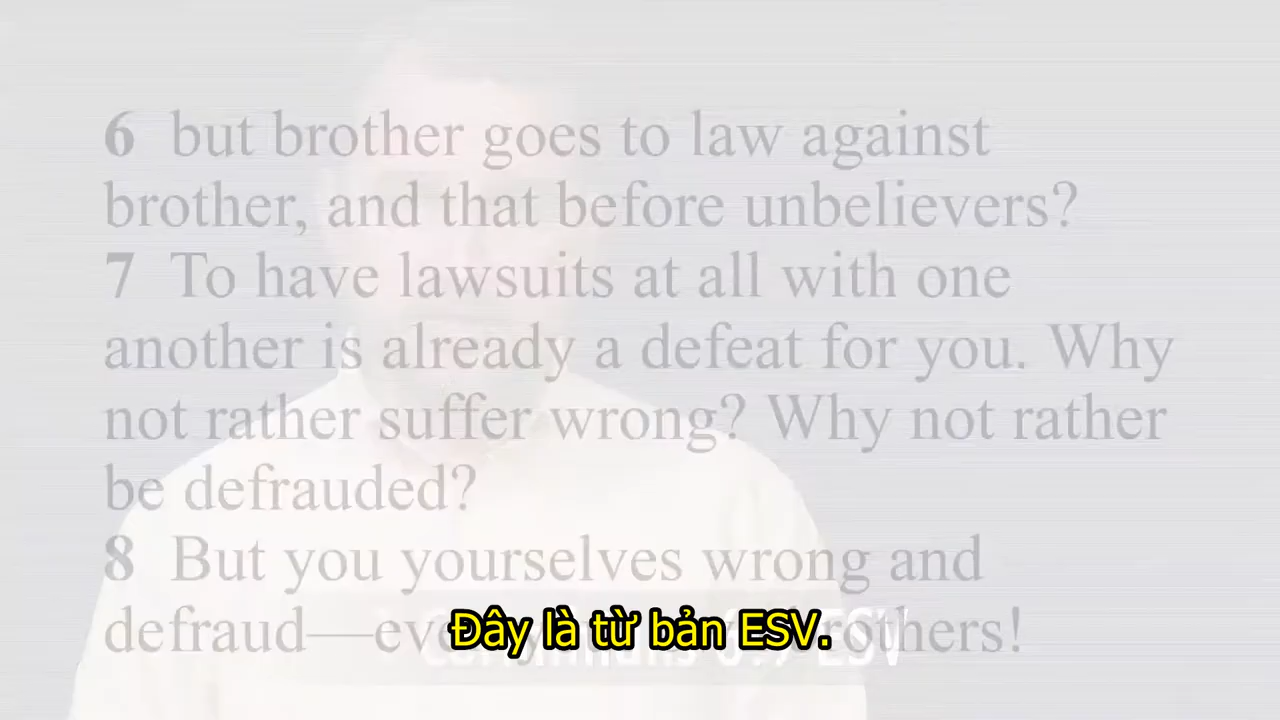 6 but brother goes to law against
brother, and that before unbelievers?
7 To have lawsuits at all with one
another is already a defeat for you. Why
not rather suffer wrong? Why not rather
be defrauded?
8 But you yourselves wrong and
defraud—eve brothers!
Đây là từ bản ESV.